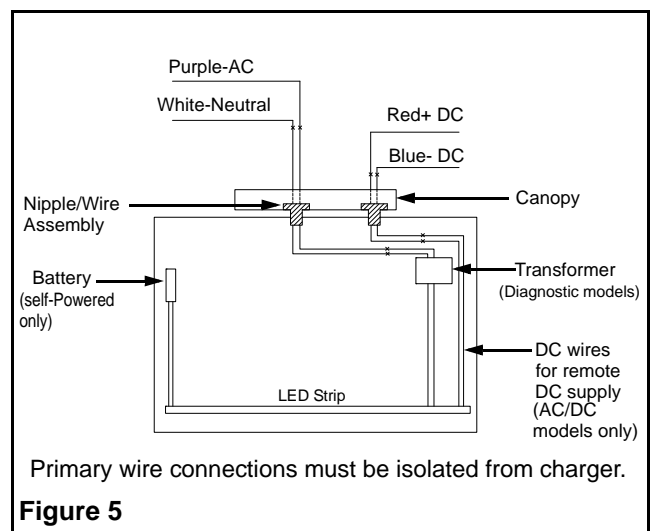 Purple-AC
White-Neutral
Red+ DC
Blue- DC
Nipple/Wire
Assembly
Canopy
Battery
(self-Powered
only)
Transformer
(Diagnostic models)
DC wires
for remote
DC supply
(AC/DC
models only)
LED Strip
Primary wire connections must be isolated from charger.
Figure 5